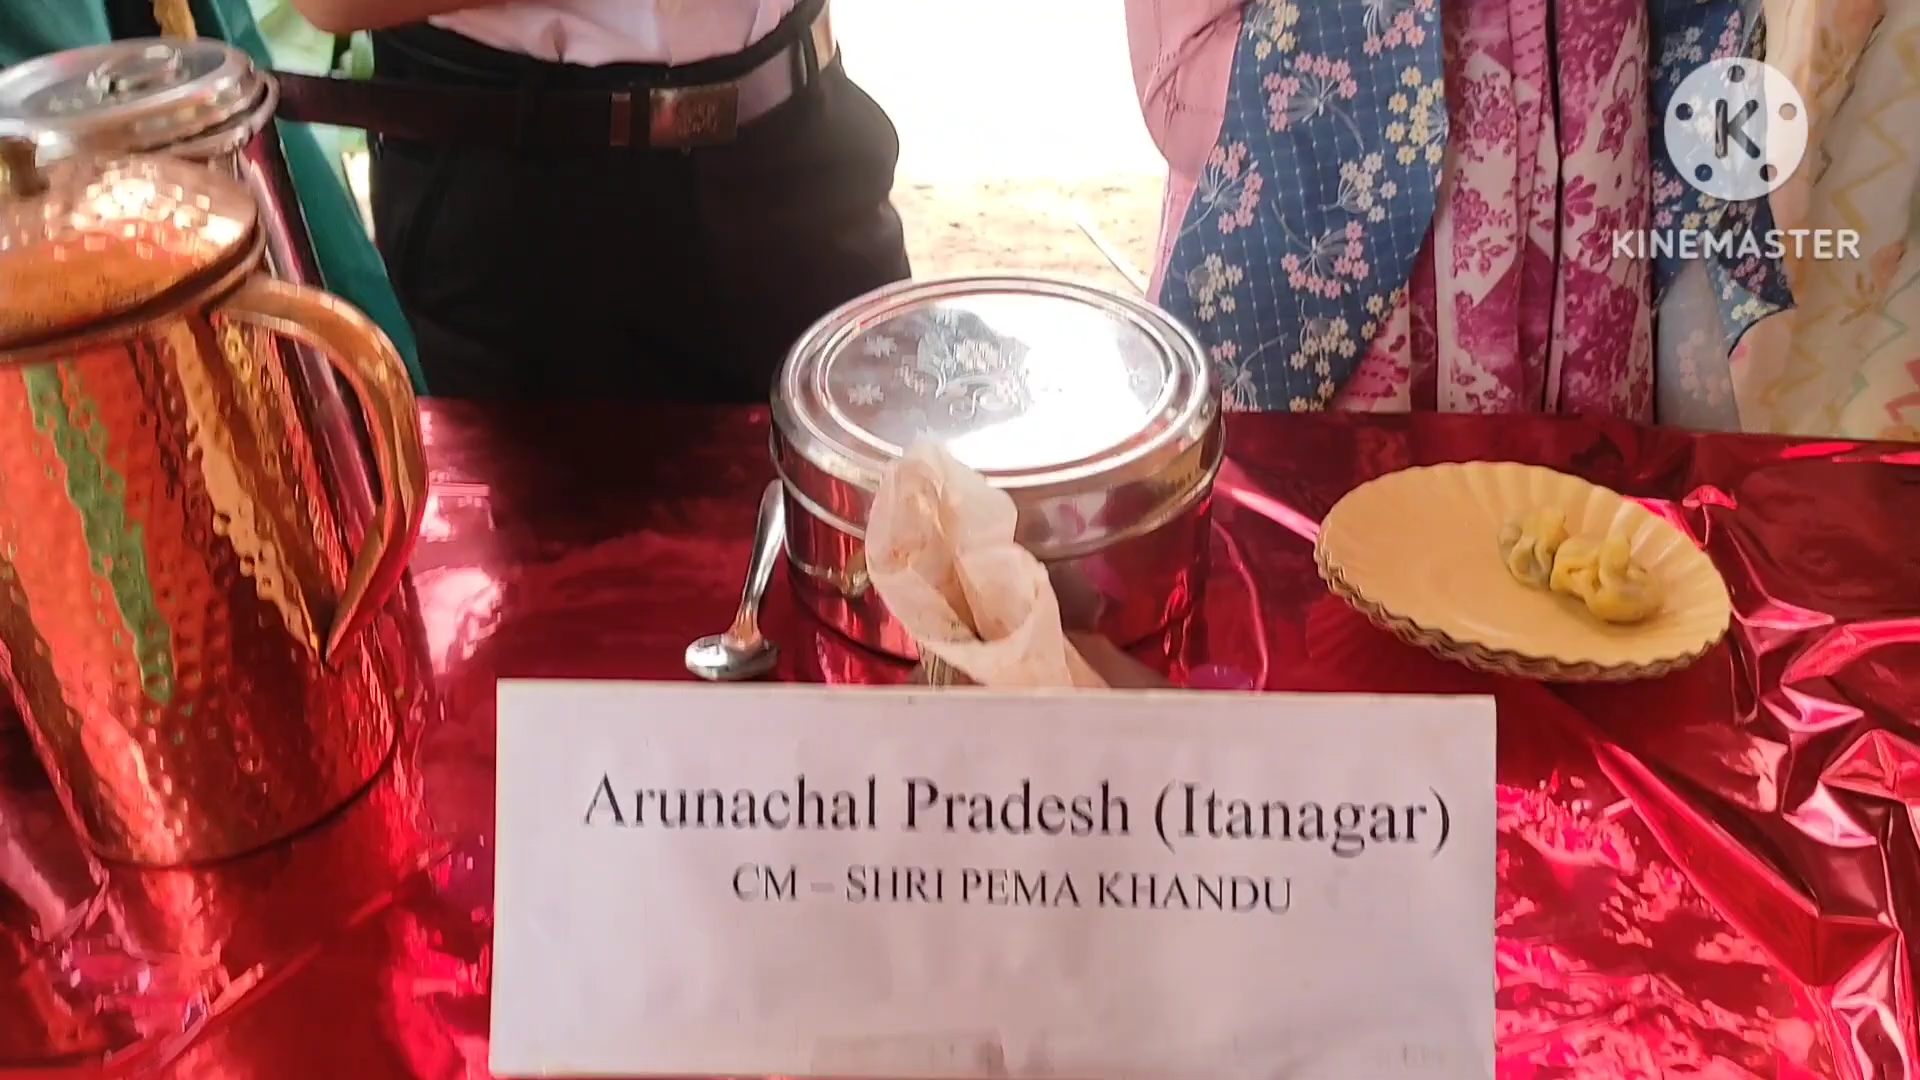 K
KINEMASTER
Arunachal Pradesh (Itanagar)
CM – SHRI PEMA KHANDU